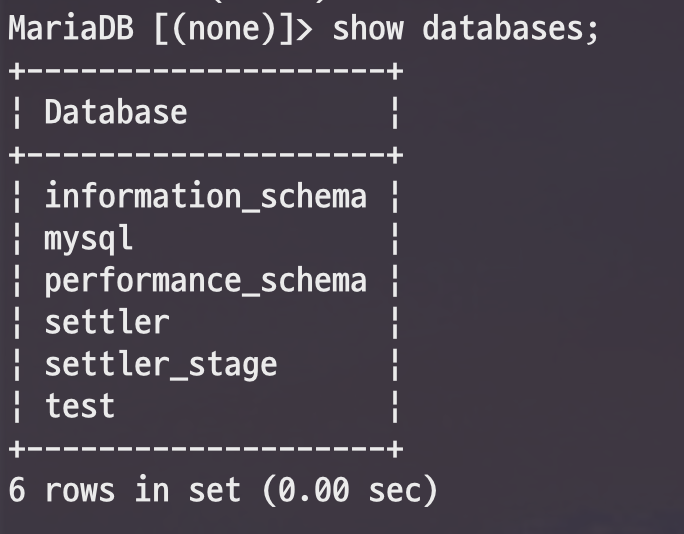 MariaDB [(none)]> show databases;
+--------------------+
| Database           |
+--------------------+
| information_schema |
| mysql              |
| performance_schema |
| settler            |
| settler_stage      |
| test               |
+--------------------+
6 rows in set (0.00 sec)